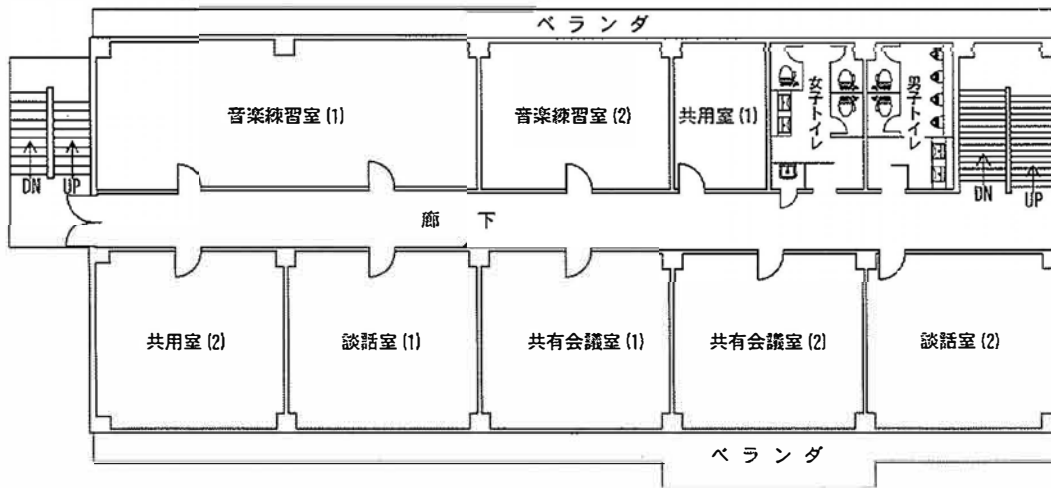 ベランダ
音楽練習室(1)
音楽練習室(2)
共用室(1)
女子トイレ
男子トイレ
DN
UP
DN
UP
廊下
共用室(2)
談話室(1)
共有会議室(1)
共有会議室(2)
談話室(2)
ベランダ